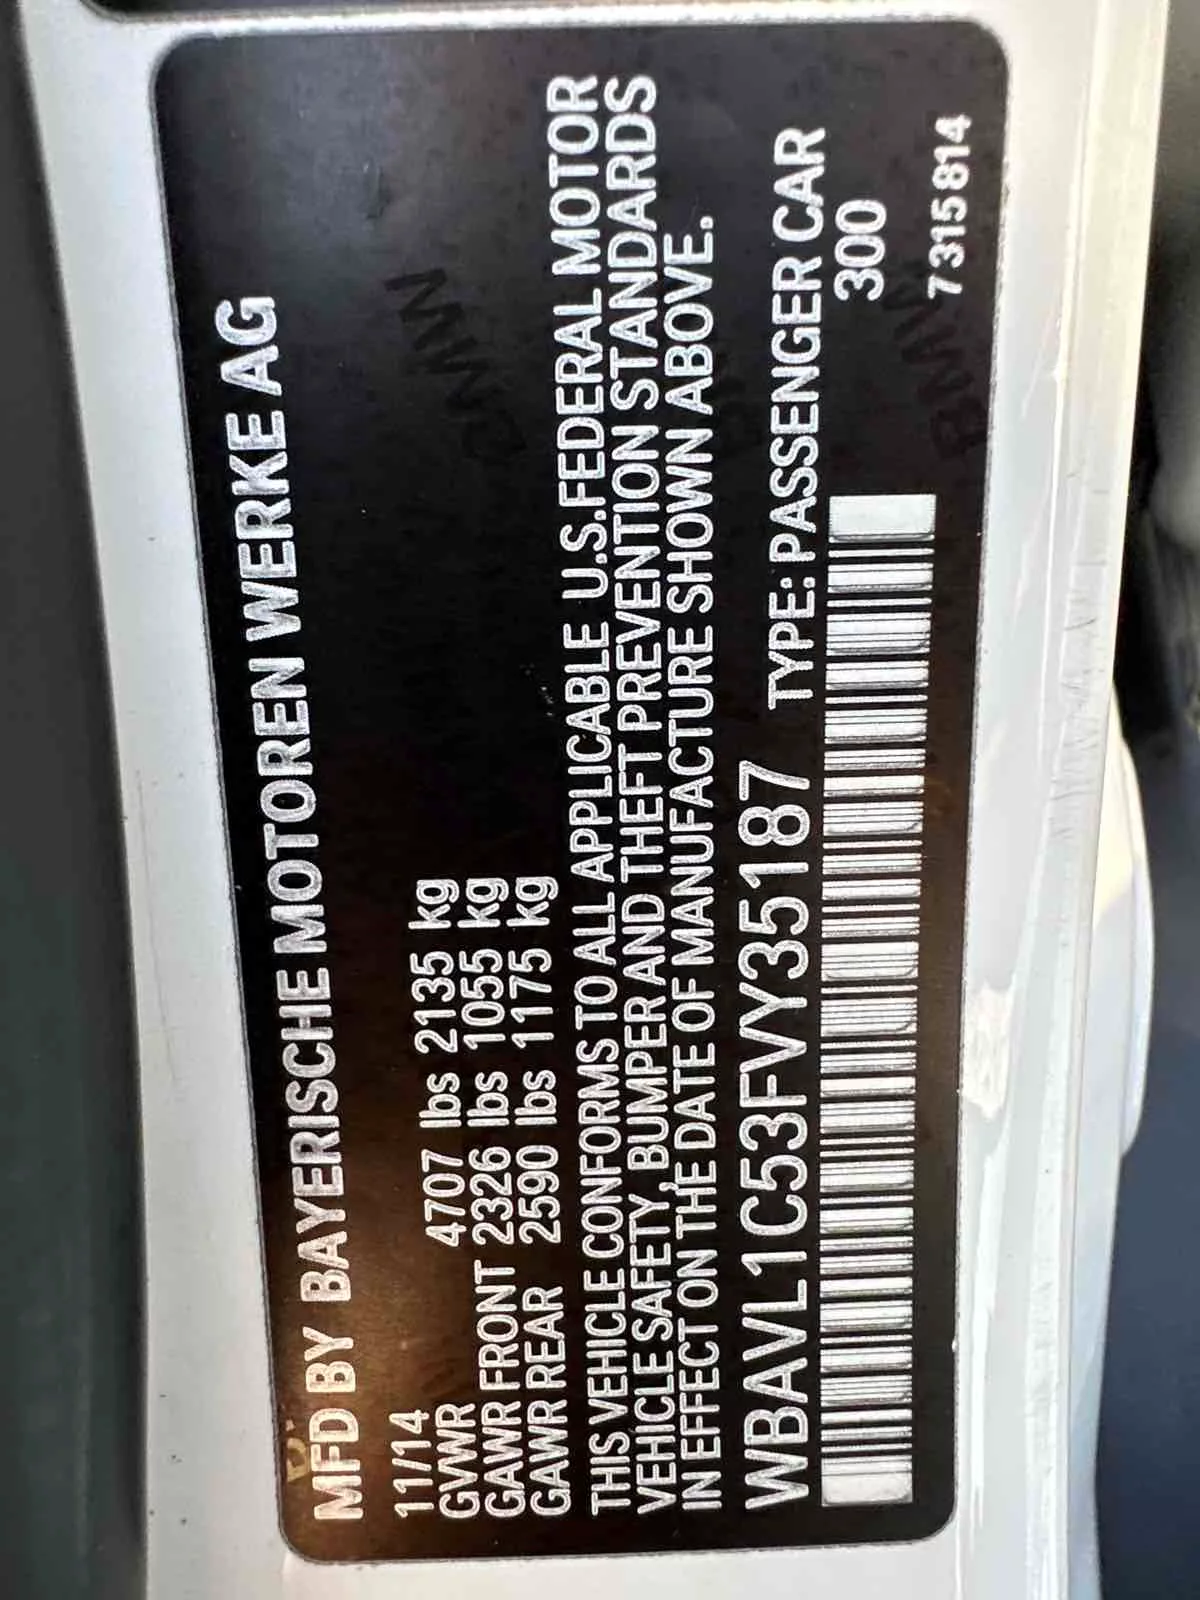 MFD BY BAYERISCHE MOTOREN WERKE AG
11/14
GVWR 4707 lbs 2135 kg
GAWR FRONT 2326 lbs 1055 kg
GAWR REAR 2590 lbs 1175 kg
THIS VEHICLE CONFORMS TO ALL APPLICABLE U.S.FEDERAL MOTOR
VEHICLE SAFETY, BUMPER AND THEFT PREVENTION STANDARDS
IN EFFECT ON THE DATE OF MANUFACTURE SHOWN ABOVE.
WBAVL1C53FVY35187 TYPE: PASSENGER CAR
300
7315814
BMW
BMW